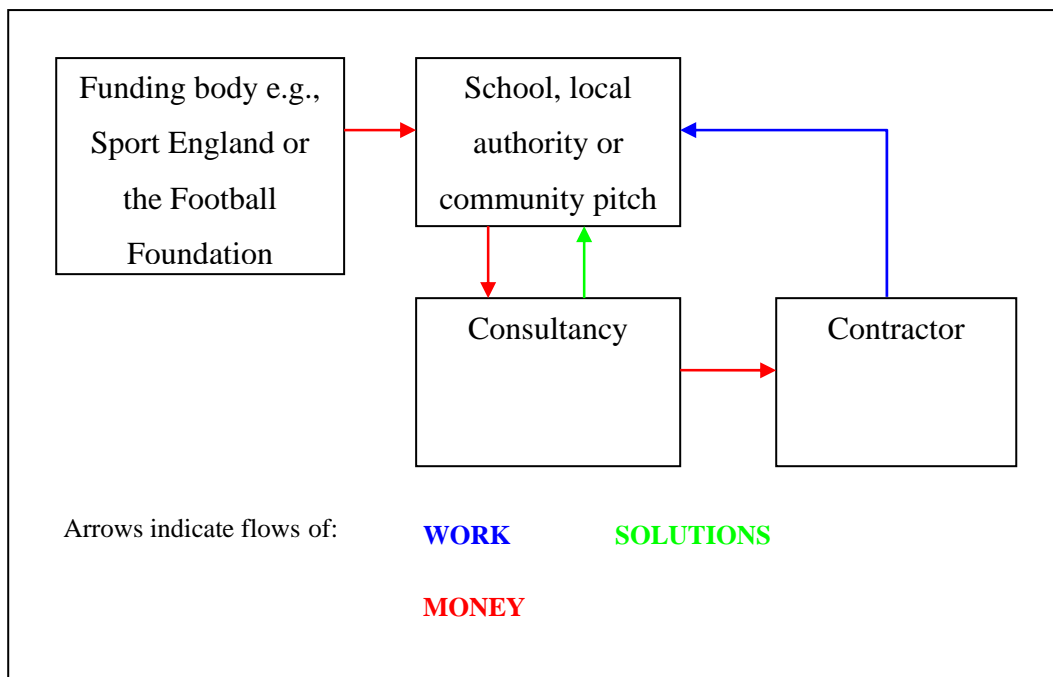 Funding body e.g.,
Sport England or
the Football
Foundation
School, local
authority or
community pitch
Consultancy
Contractor
Arrows indicate flows of:
WORK
SOLUTIONS
MONEY